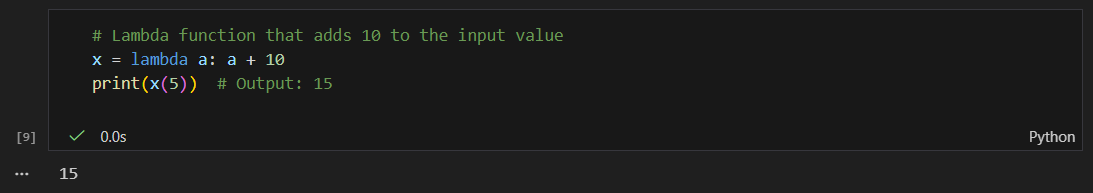 # Lambda function that adds 10 to the input value
x = lambda a: a + 10
print(x(5))  # Output: 15
[9] ✓ 0.0s Python
... 15